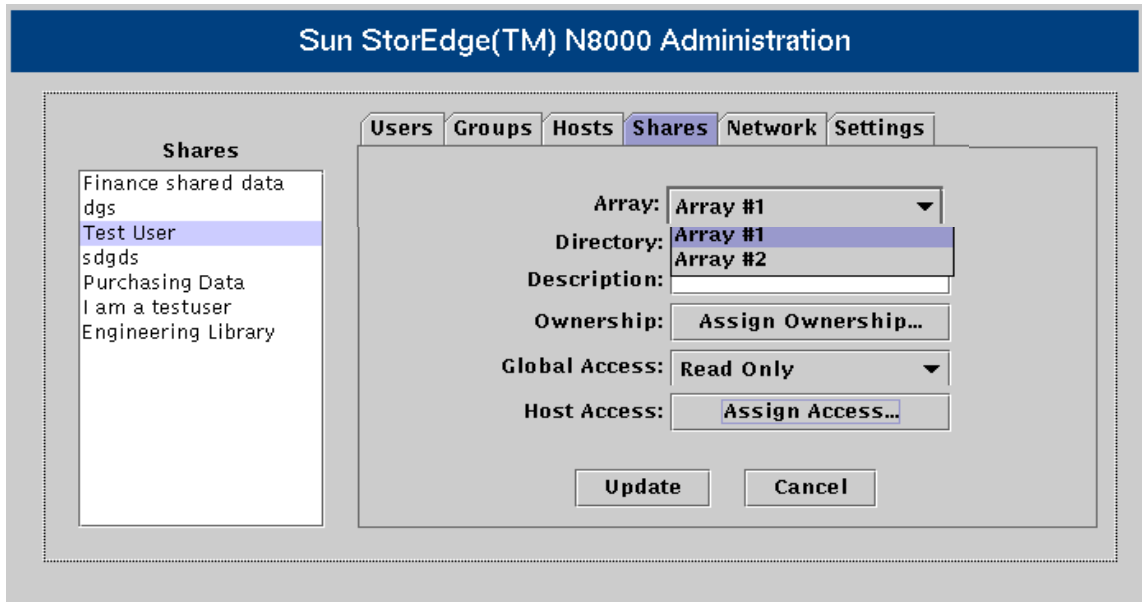 Sun StorEdge(TM) N8000 Administration
Users Groups Hosts Shares Network Settings
Shares
Finance shared data
dgs
Test User
sdgds
Purchasing Data
I am a testuser
Engineering Library
Array: Array #1
Array #1
Array #2
Directory:
Description:
Ownership: Assign Ownership...
Global Access: Read Only
Host Access: Assign Access...
Update Cancel